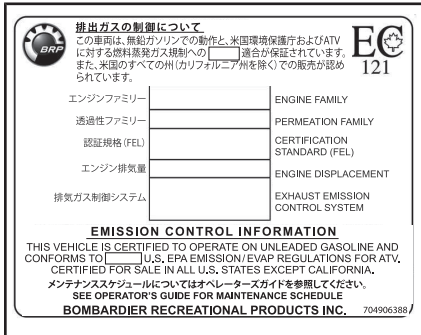 排出ガスの制御について
この車両は、無鉛ガソリンでの動作と、米国環境保護庁およびATV
に対する燃料蒸発ガス規制への 適合が保証されています。
また、米国のすべての州(カリフォルニア州を除く)での販売が認め
られています。
BRP
EC
121
エンジンファミリー ENGINE FAMILY
透過性ファミリー PERMEATION FAMILY
認証規格(FEL) CERTIFICATION
STANDARD (FEL)
エンジン排気量 ENGINE DISPLACEMENT
排気ガス制御システム EXHAUST EMISSION
CONTROL SYSTEM
EMISSION CONTROL INFORMATION
THIS VEHICLE IS CERTIFIED TO OPERATE ON UNLEADED GASOLINE AND
CONFORMS TO U.S. EPA EMISSION/EVAP REGULATIONS FOR ATV.
CERTIFIED FOR SALE IN ALL U.S. STATES EXCEPT CALIFORNIA.
メンテナンススケジュールについてはオペレーターズガイドを参照してください。
SEE OPERATOR'S GUIDE FOR MAINTENANCE SCHEDULE
BOMBARDIER RECREATIONAL PRODUCTS INC. 704906388